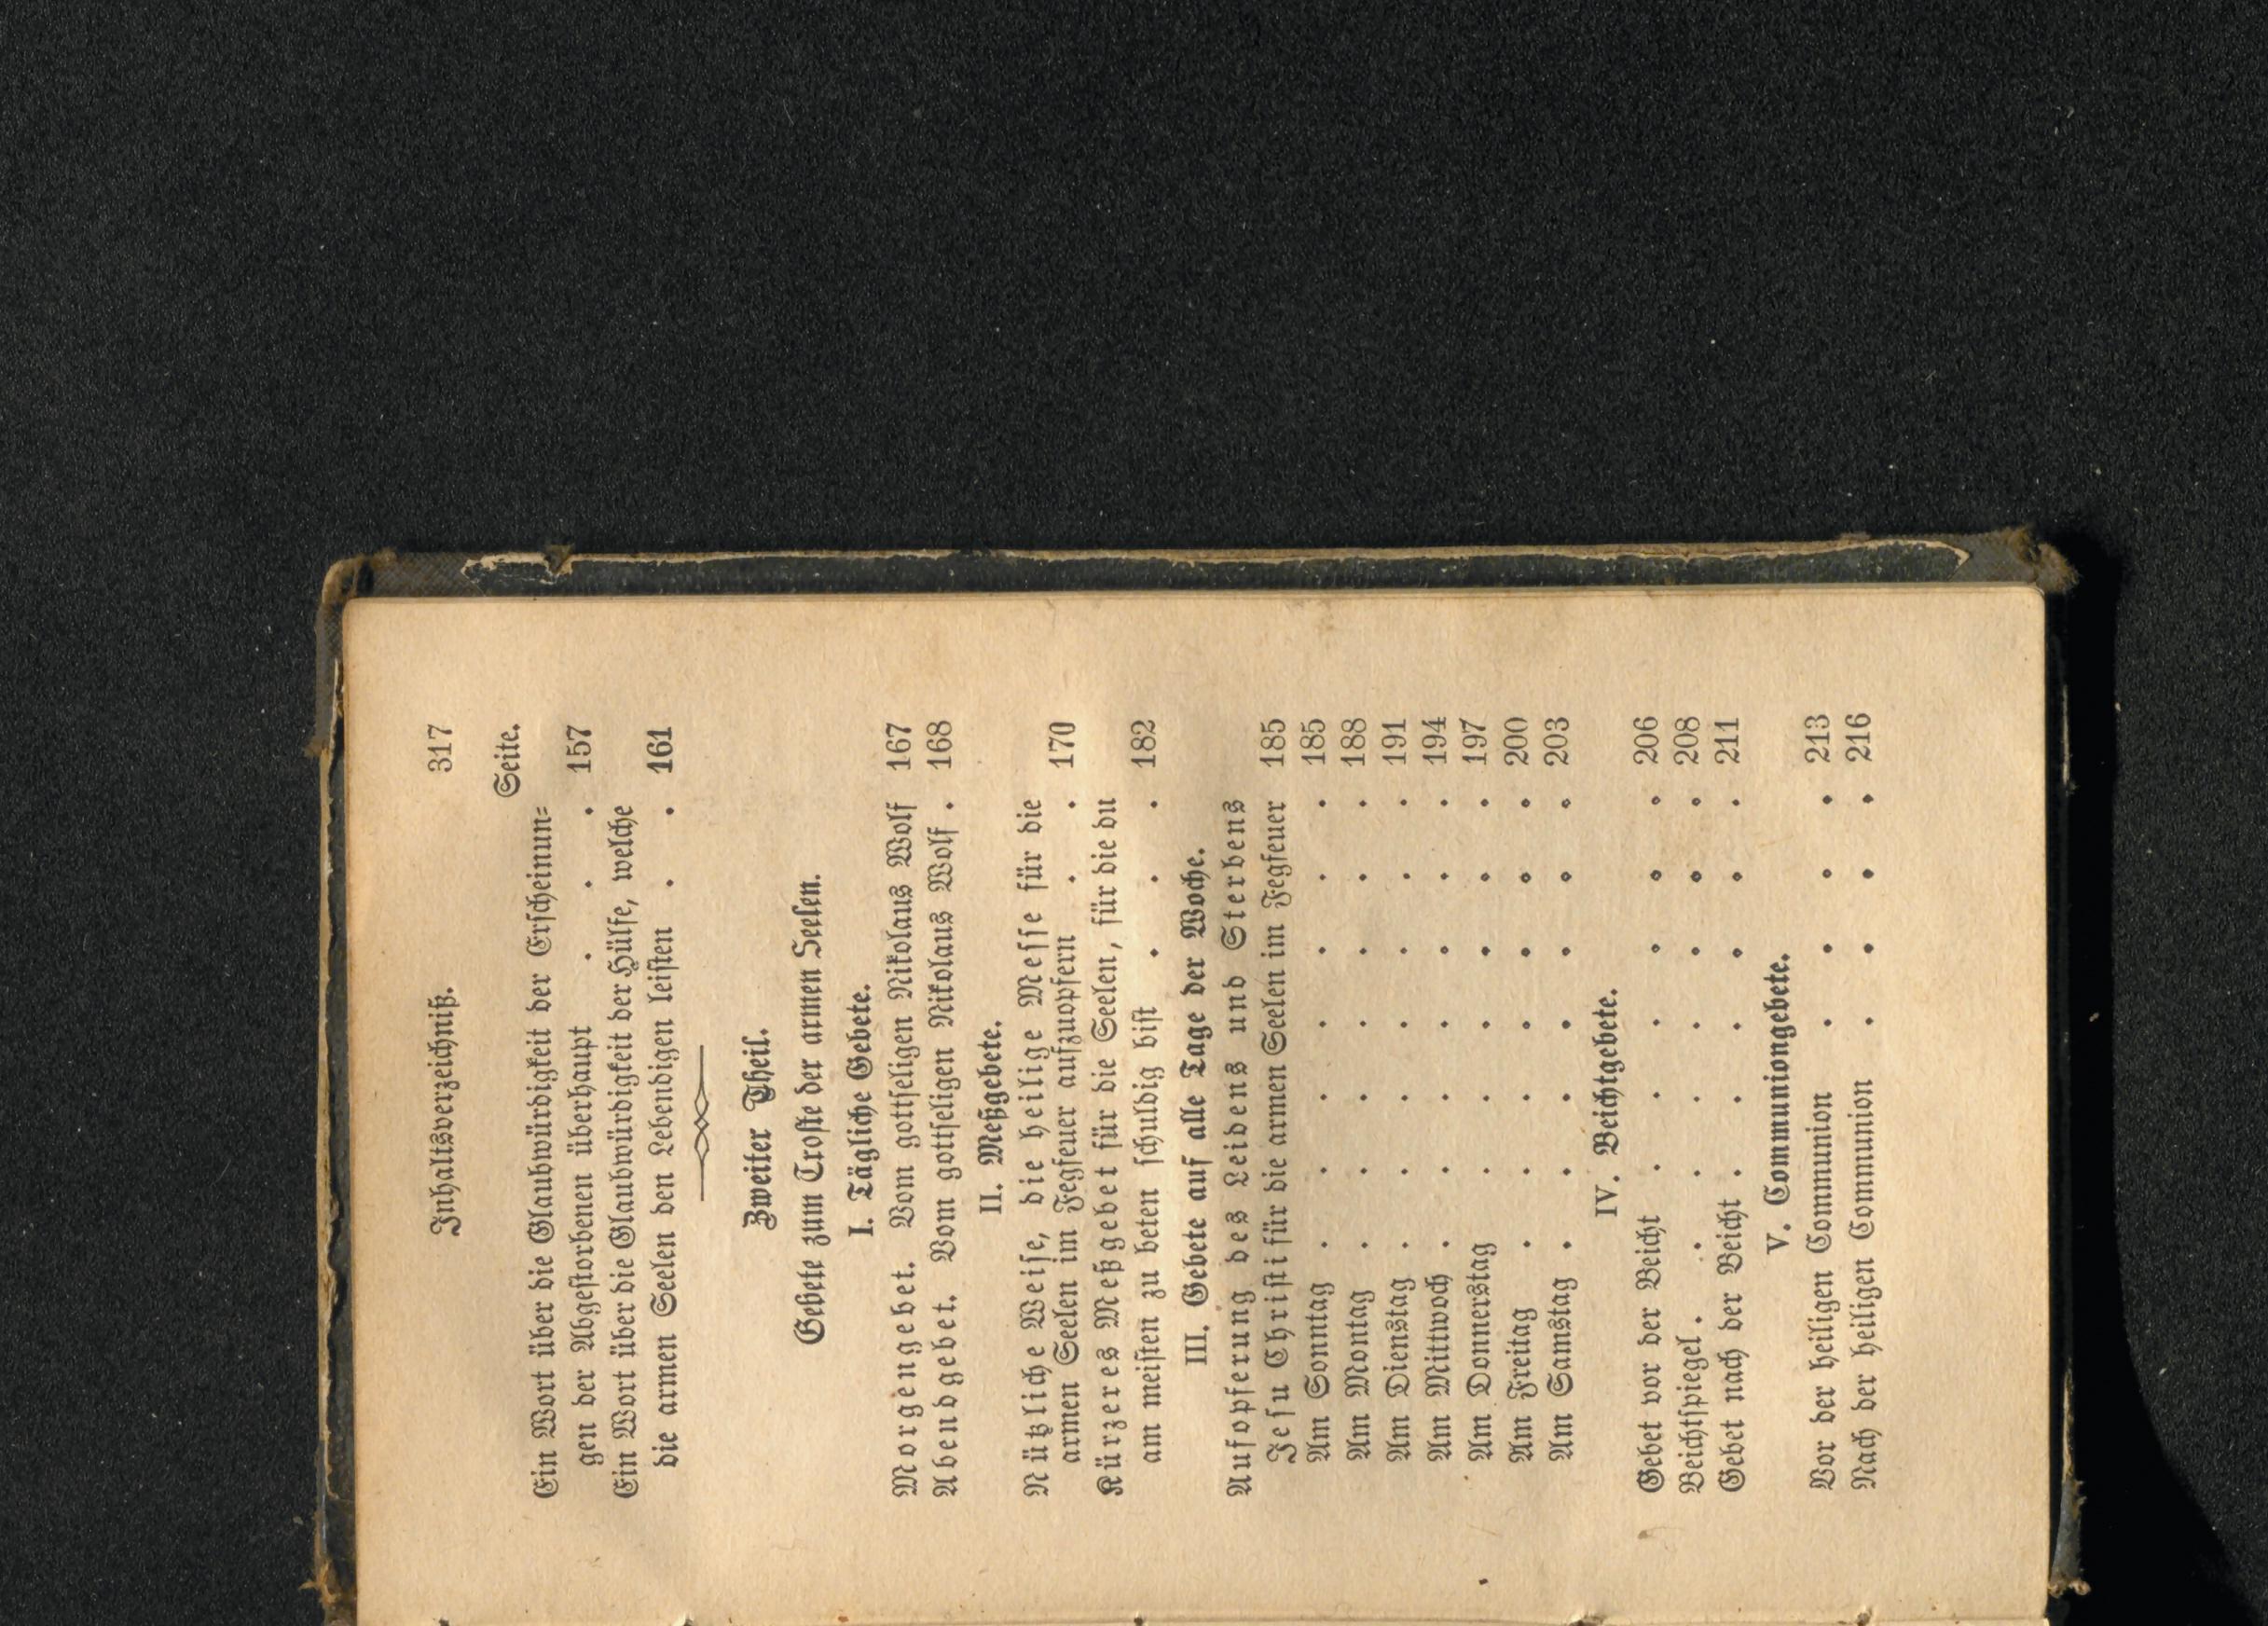 Inhaltsverzeichniß. 317
Seite.
Ein Wort über die Glaubwürdigkeit der Erscheinun-
gen der Abgestorbenen überhaupt . . . 157
Ein Wort über die Glaubwürdigkeit der Hülfe, welche
die armen Seelen den Lebendigen leisten . . 161
Zweiter Theil.
Gebete zum Troste der armen Seelen.
I. Tägliche Gebete.
Morgengebet. Vom gottseligen Nikolaus Wolf 167
Abendgebet. Vom gottseligen Nikolaus Wolf . 168
II. Meßgebete.
Nützliche Weise, die heilige Messe für die
armen Seelen im Fegfeuer aufzuopfern . . 170
Kürzeres Meßgebet für die Seelen, für die du
am meisten zu beten schuldig bist . . . 182
III. Gebete auf alle Tage der Woche.
Aufopferung des Leidens und Sterbens
Jesu Christi für die armen Seelen im Fegfeuer 185
Am Sonntag . . . . . . . 185
Am Montag . . . . . . . 188
Am Dienstag . . . . . . . 191
Am Mittwoch . . . . . . . 194
Am Donnerstag . . . . . . 197
Am Freitag . . . . . . . 200
Am Samstag . . . . . . . 203
IV. Beichtgebete.
Gebet vor der Beicht . . . . . . 206
Beichtspiegel . . . . . . . . 208
Gebet nach der Beicht . . . . . . 211
V. Communiongebete.
Vor der heiligen Communion . . . . 213
Nach der heiligen Communion . . . . 216